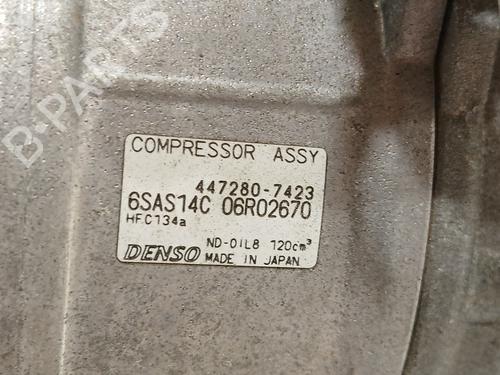 B-PARTS
COMPRESSOR ASSY
447280-7423
6SAS14C 06R02670
HFC134a
ND-OIL8 120cm³
DENSO MADE IN JAPAN